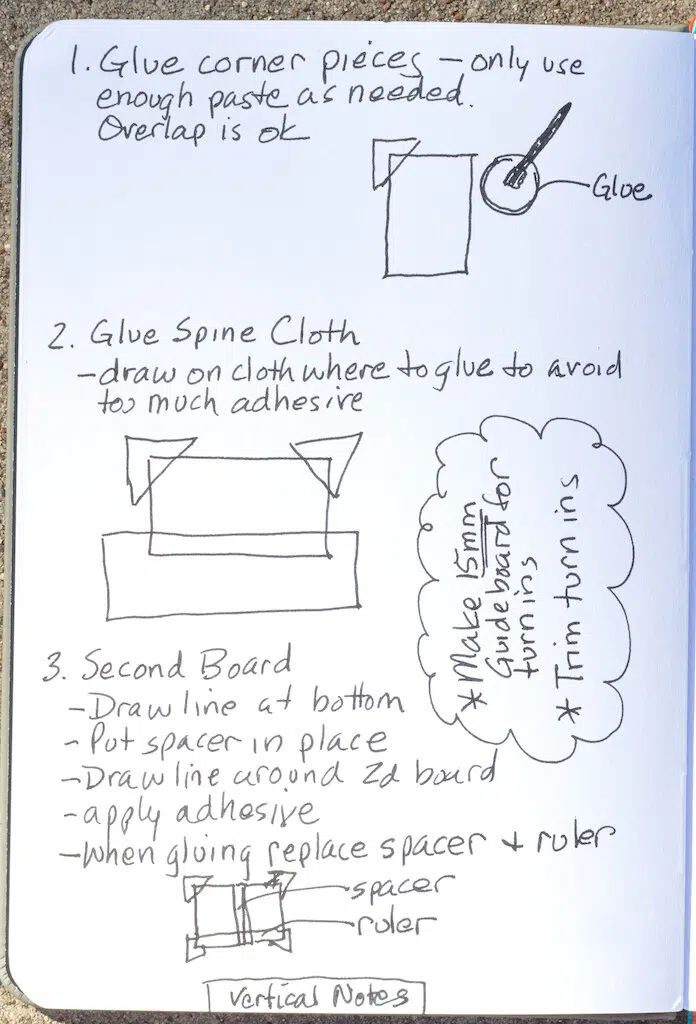 1. Glue corner pieces – only use
enough paste as needed.
Overlap is ok
Glue
2. Glue Spine Cloth
- draw on cloth where to glue to avoid
too much adhesive
* Make 15mm
Guide board for
turn ins
* Trim turn ins
3. Second Board
- Draw line at bottom
- Put spacer in place
- Draw line around 2d board
- apply adhesive
- When gluing replace spacer + ruler
spacer
ruler
Vertical Notes